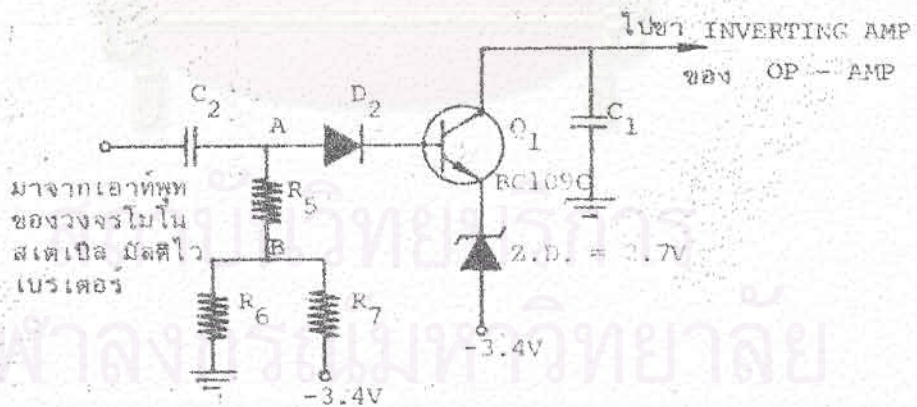 ไปขา INVERTING AMP
ของ OP - AMP
C2
A
D2
Q1
C1
BC109C
มาจากเอาท์พุท
ของวงจรโมโน
สเตเบิล มัลติไว
เบรเตอร์
R5
B
Z.D. = 2.7V
R6
R7
-3.4V
-3.4V